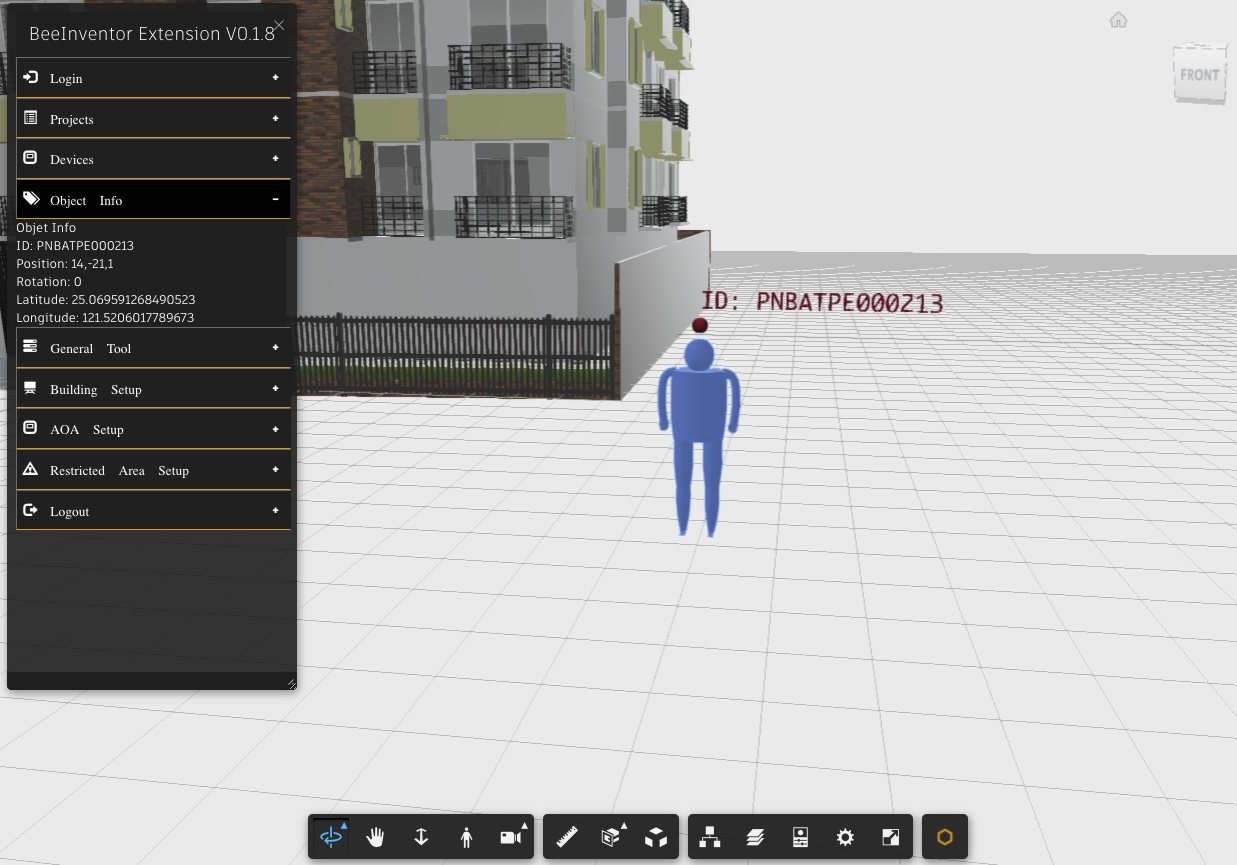 BeeInventor Extension V0.1.8
Login
Projects
Devices
Object Info
Objet Info
ID: PNBATPE000213
Position: 14,-21,1
Rotation: 0
Latitude: 25.069591268490523
Longitude: 121.5206017789673
General Tool
Building Setup
AOA Setup
Restricted Area Setup
Logout
ID: PNBATPE000213
FRONT